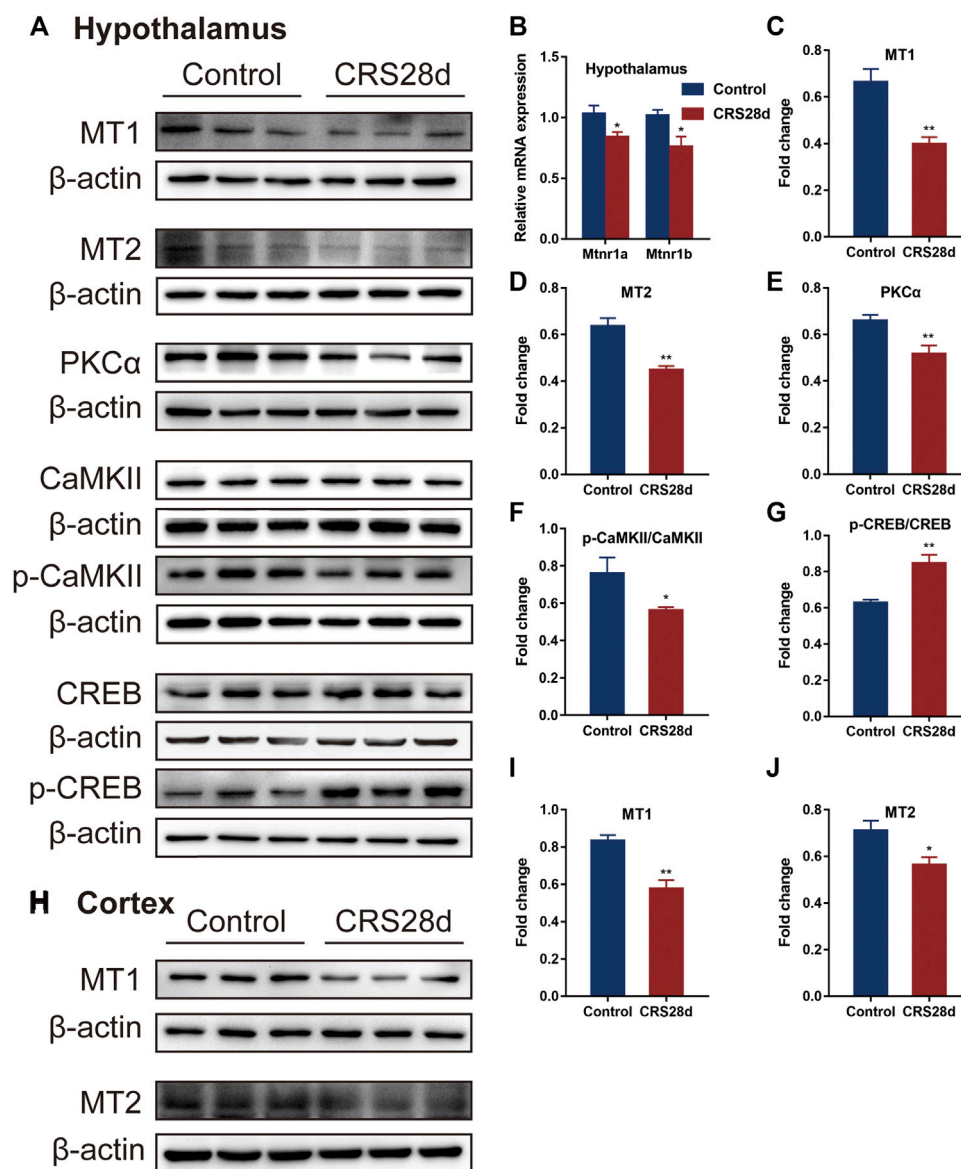 A Hypothalamus
Control CRS28d
MT1
β-actin
MT2
β-actin
PKCα
β-actin
CaMKII
β-actin
p-CaMKII
β-actin
CREB
β-actin
p-CREB
β-actin
B
Hypothalamus
Control
CRS28d
Relative mRNA expression
1.5
1.0
0.5
0.0
* *
Mtnr1a Mtnr1b
C
MT1
Fold change
0.8
0.6
0.4
0.2
0.0
**
Control CRS28d
D
MT2
Fold change
0.8
0.6
0.4
0.2
0.0
**
Control CRS28d
E
PKCα
Fold change
0.8
0.6
0.4
0.2
0.0
**
Control CRS28d
F
p-CaMKII/CaMKII
Fold change
1.0
0.8
0.6
0.4
0.2
0.0
*
Control CRS28d
G
p-CREB/CREB
Fold change
1.0
0.8
0.6
0.4
0.2
0.0
**
Control CRS28d
H Cortex
Control CRS28d
MT1
β-actin
MT2
β-actin
I
MT1
Fold change
1.0
0.8
0.6
0.4
0.2
0.0
**
Control CRS28d
J
MT2
Fold change
0.8
0.6
0.4
0.2
0.0
*
Control CRS28d